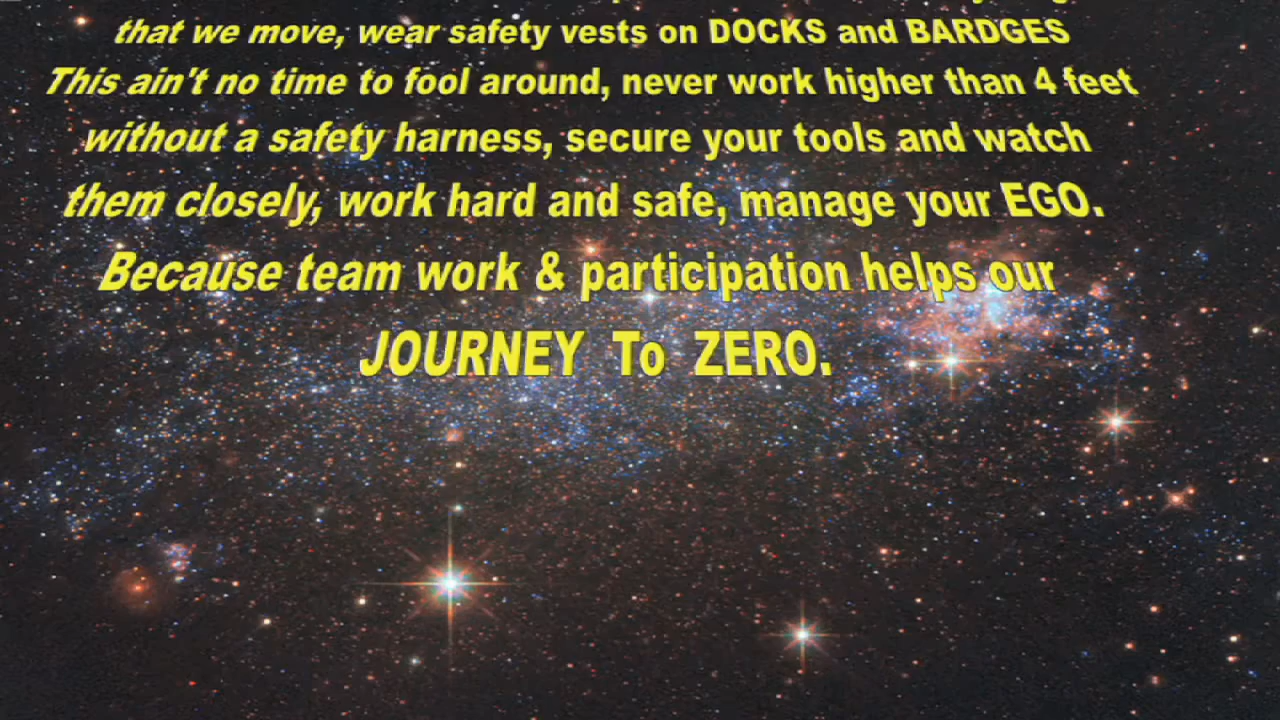 that we move, wear safety vests on DOCKS and BARDGES
This ain't no time to fool around, never work higher than 4 feet
without a safety harness, secure your tools and watch
them closely, work hard and safe, manage your EGO.
Because team work & participation helps our
JOURNEY To ZERO.